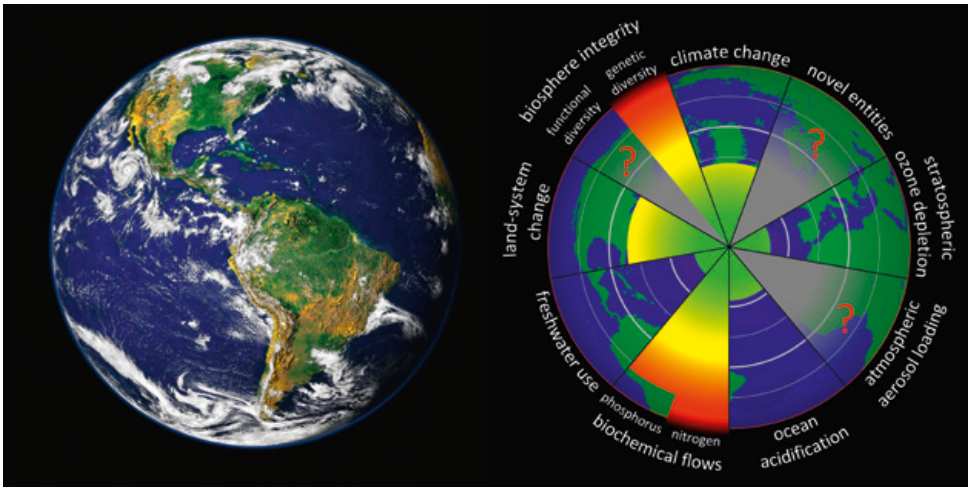 biosphere integrity
functional
diversity
genetic
diversity
climate change
novel entities
?
?
stratospheric
ozone depletion
land-system
change
?
atmospheric
aerosol loading
freshwater use
phosphorus
nitrogen
biochemical flows
ocean
acidification